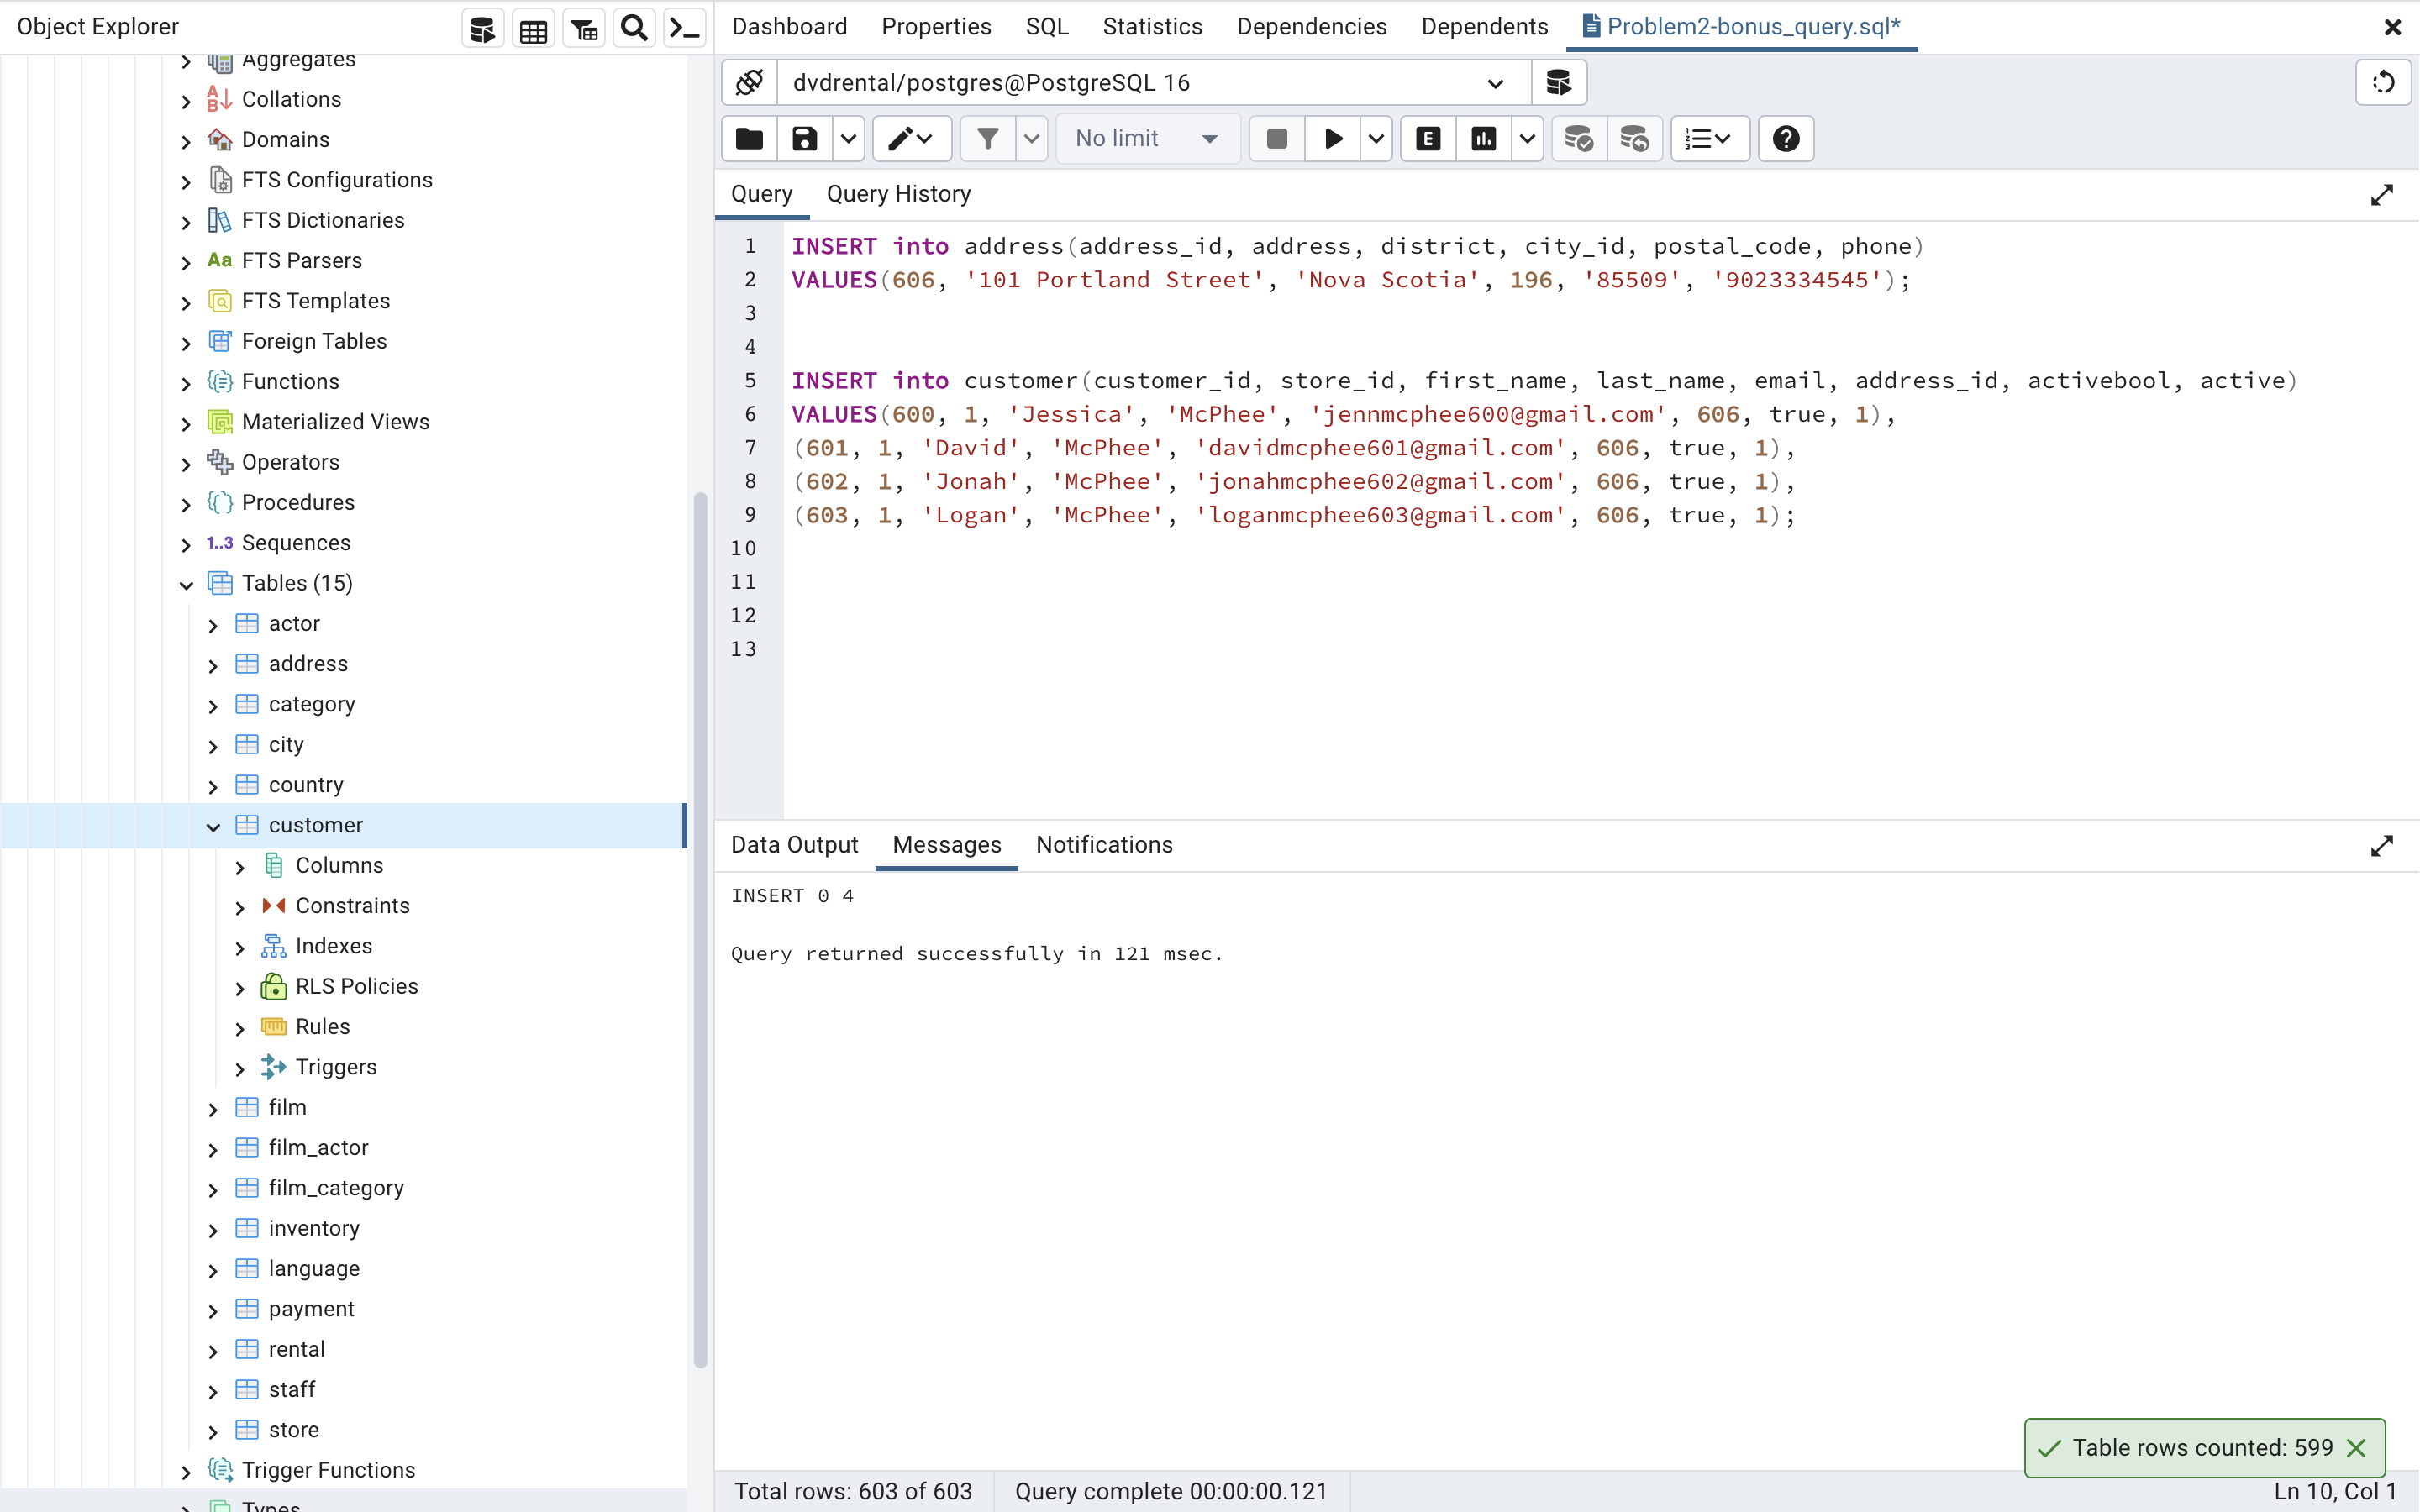 Object Explorer
Aggregates
Collations
Domains
FTS Configurations
FTS Dictionaries
Aa FTS Parsers
FTS Templates
Foreign Tables
Functions
Materialized Views
Operators
Procedures
1..3 Sequences
Tables (15)
actor
address
category
city
country
customer
Columns
Constraints
Indexes
RLS Policies
Rules
Triggers
film
film_actor
film_category
inventory
language
payment
rental
staff
store
Trigger Functions
Types
Dashboard Properties SQL Statistics Dependencies Dependents Problem2-bonus_query.sql*
dvdrental/postgres@PostgreSQL 16
No limit
E
Query Query History
1 INSERT into address(address_id, address, district, city_id, postal_code, phone)
2 VALUES(606, '101 Portland Street', 'Nova Scotia', 196, '85509', '9023334545');
3
4
5 INSERT into customer(customer_id, store_id, first_name, last_name, email, address_id, activebool, active)
6 VALUES(600, 1, 'Jessica', 'McPhee', 'jennmcphee600@gmail.com', 606, true, 1),
7 (601, 1, 'David', 'McPhee', 'davidmcphee601@gmail.com', 606, true, 1),
8 (602, 1, 'Jonah', 'McPhee', 'jonahmcphee602@gmail.com', 606, true, 1),
9 (603, 1, 'Logan', 'McPhee', 'loganmcphee603@gmail.com', 606, true, 1);
10
11
12
13
Data Output Messages Notifications
INSERT 0 4
Query returned successfully in 121 msec.
Table rows counted: 599
Total rows: 603 of 603 Query complete 00:00:00.121 Ln 10, Col 1